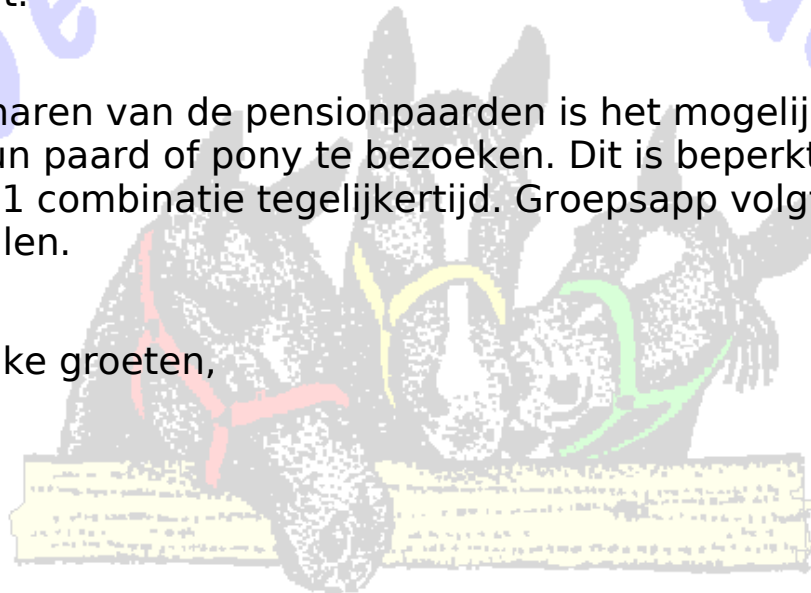 t.
naren van de pensionpaarden is het mogelij
un paard of pony te bezoeken. Dit is beperkt
1 combinatie tegelijkertijd. Groepsapp volgt
len.
ke groeten,